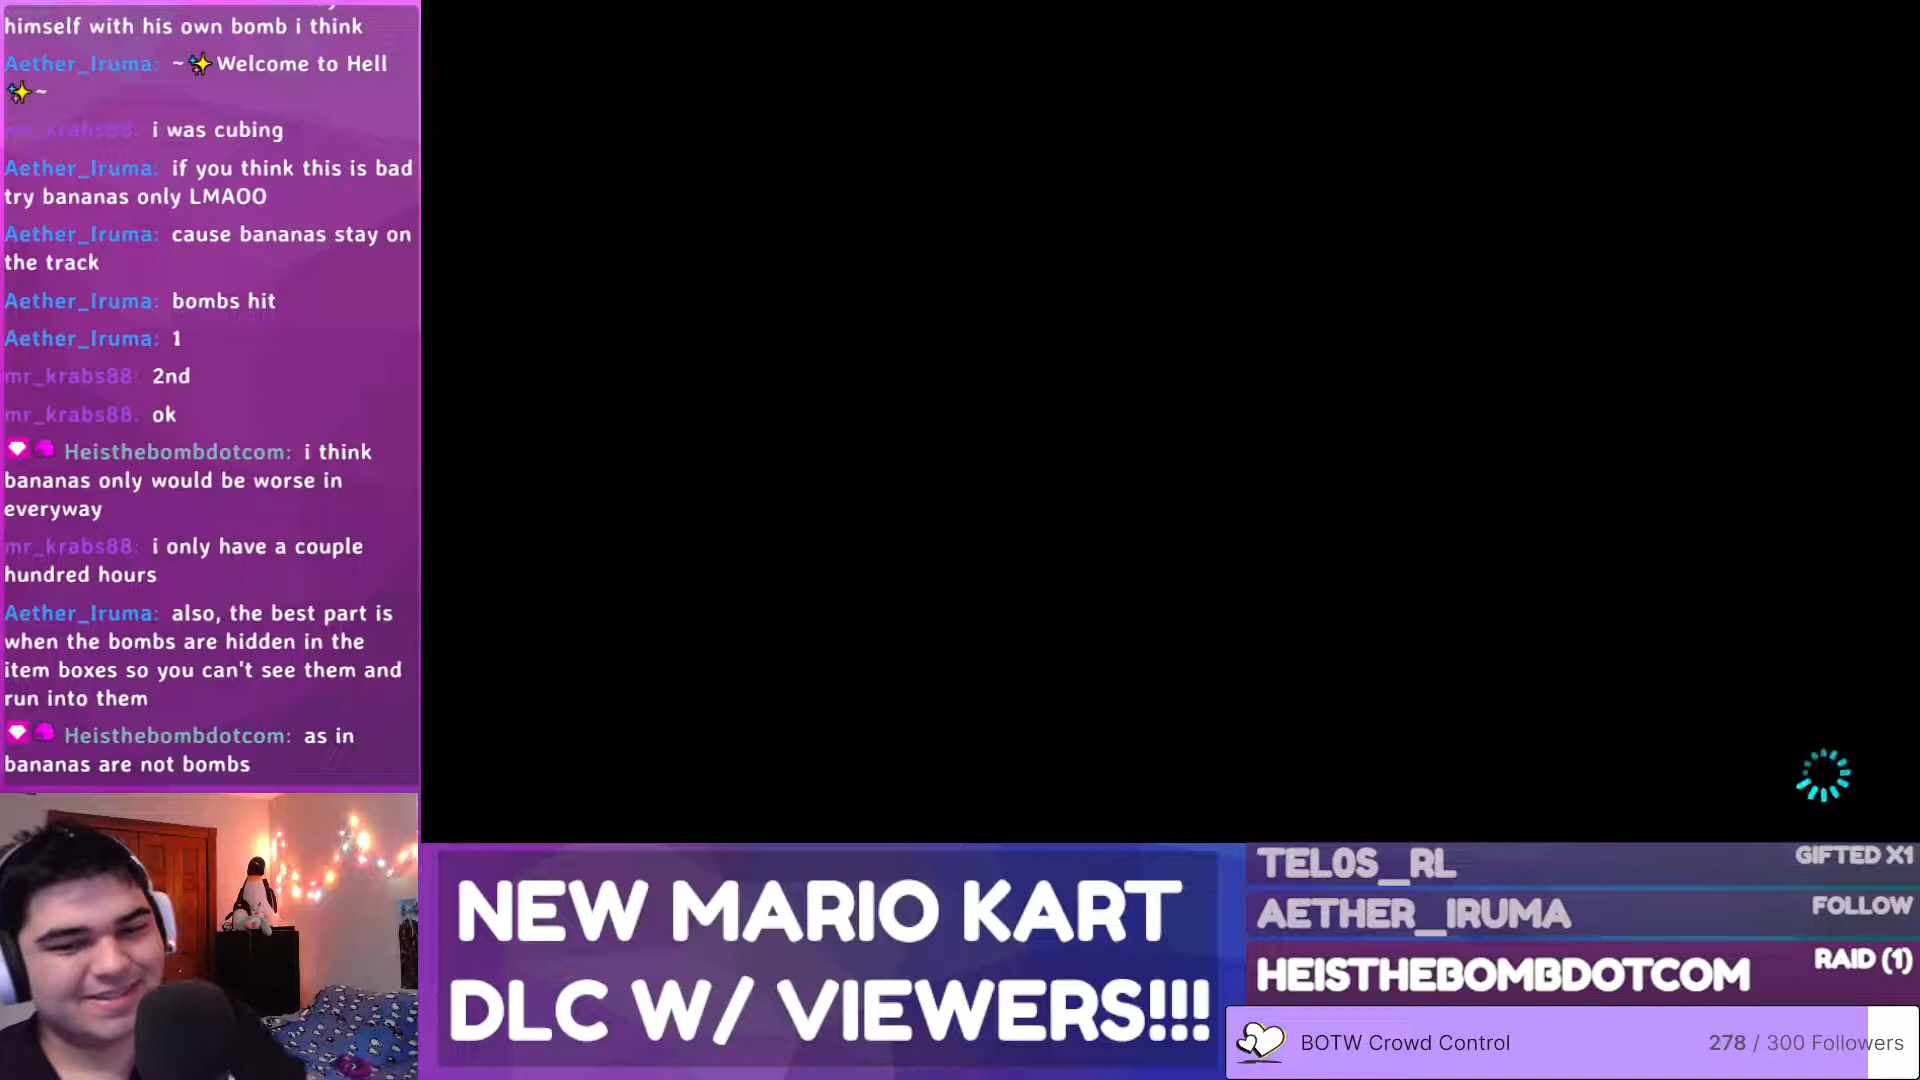 himself with his own bomb i think
Aether_Iruma: ~✨Welcome to Hell
✨~
mr_krabs88: i was cubing
Aether_Iruma: if you think this is bad
try bananas only LMAOO
Aether_Iruma: cause bananas stay on
the track
Aether_Iruma: bombs hit
Aether_Iruma: 1
mr_krabs88: 2nd
mr_krabs88: ok
Heisthebombdotcom: i think
bananas only would be worse in
everyway
mr_krabs88: i only have a couple
hundred hours
Aether_Iruma: also, the best part is
when the bombs are hidden in the
item boxes so you can't see them and
run into them
Heisthebombdotcom: as in
bananas are not bombs
NEW MARIO KART
DLC W/ VIEWERS!!!
TEL0S_RL GIFTED X1
AETHER_IRUMA FOLLOW
HEISTHEBOMBDOTCOM RAID (1)
BOTW Crowd Control 278 / 300 Followers